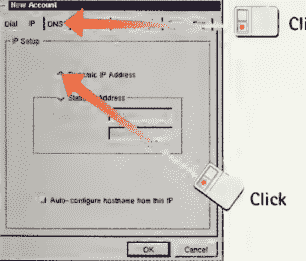 New Account
Cli
Dial IP DNS
IP Setup
IP Address
Address
Click
Auto-configure hostname from this IP
OK Cancel